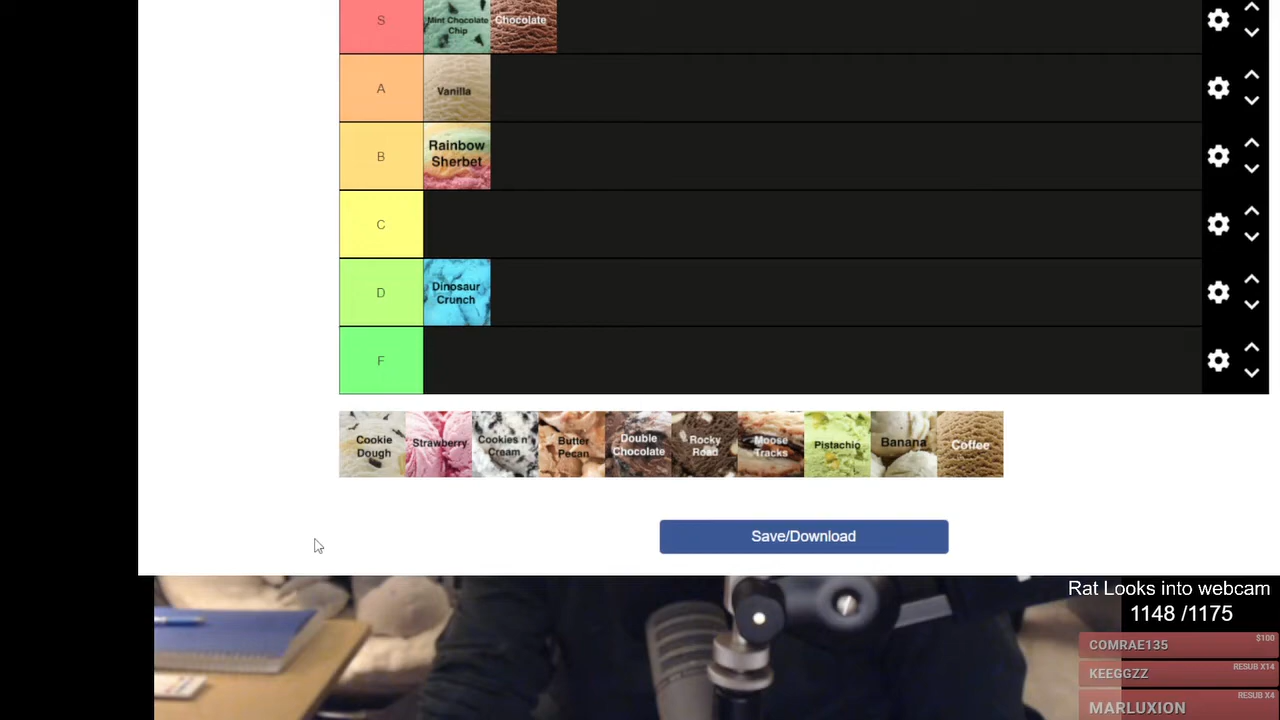 S
Mint Chocolate
Chip
Chocolate
A
Vanilla
B
Rainbow
Sherbet
C
D
Dinosaur
Crunch
F
Cookie
Dough
Strawberry
Cookies n'
Cream
Butter
Pecan
Double
Chocolate
Rocky
Road
Moose
Tracks
Pistachio
Banana
Coffee
Save/Download
Rat Looks into webcam
1148 /1175
COMRAE135 $100
KEEGGZZ RESUB X14
MARLUXION RESUB X4